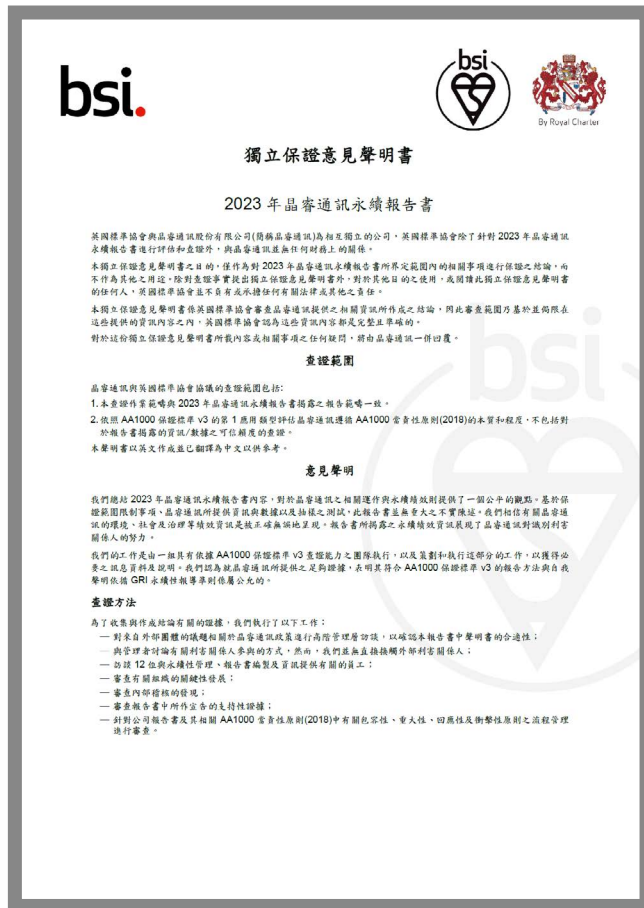 bsi.
bsi
By Royal Charter
獨立保證意見聲明書
2023 年晶睿通訊永續報告書
英國標準協會與晶睿通訊股份有限公司(簡稱晶睿通訊)為相互獨立的公司，英國標準協會除了針對 2023 年晶睿通訊
永續報告書進行評估和查證外，與晶睿通訊並無任何財務上的關係。
本獨立保證意見聲明書之目的，僅作為對 2023 年晶睿通訊永續報告書所界定範圍內的相關事項進行保證之結論，而
不作為其他之用途。除對查證事實提出獨立保證意見聲明書外，對於其他目的之使用，或閱讀此獨立保證意見聲明書
的任何人，英國標準協會並不負有或承擔任何有關法律或其他之責任。
本獨立保證意見聲明書係英國標準協會審查晶睿通訊提供之相關資訊所作成之結論，因此審查範圍乃基於並侷限在
這些提供的資訊內容之內，英國標準協會認為這些資訊內容都是完整且準確的。
對於這份獨立保證意見聲明書所載內容或相關事項之任何疑問，將由晶睿通訊一併回覆。
查證範圍
晶睿通訊與英國標準協會協議的查證範圍包括:
1. 本查證作業範疇與 2023 年晶睿通訊永續報告書揭露之報告範疇一致。
2. 依照 AA1000 保證標準 v3 的第 1 應用類型評估晶睿通訊遵循 AA1000 當責性原則(2018)的本質和程度，不包括對
於報告書揭露的資訊/數據之可信賴度的查證。
本聲明書以英文作成並已翻譯為中文以供參考。
意見聲明
我們總結 2023 年晶睿通訊永續報告書內容，對於晶睿通訊之相關運作與永續績效則提供了一個公平的觀點。基於保
證範圍限制事項、晶睿通訊所提供資訊與數據以及抽樣之測試，此報告書並無重大之不實陳述。我們相信有關晶睿通
訊的環境、社會及治理等績效資訊是被正確無誤地呈現。報告書所揭露之永續績效資訊展現了晶睿通訊對識別利害
關係人的努力。
我們的工作是由一組具有依據 AA1000 保證標準 v3 查證能力之團隊執行，以及策劃和執行這部分的工作，以獲得必
要之訊息資料及說明。我們認為就晶睿通訊所提供之足夠證據，表明其符合 AA1000 保證標準 v3 的報告方法與自我
聲明依循 GRI 永續性報導準則係屬公允的。
查證方法
為了收集與作成結論有關的證據，我們執行了以下工作：
— 對來自外部團體的議題相關於晶睿通訊政策進行高階管理層訪談，以確認本報告書中聲明書的合適性；
— 與管理者討論有關利害關係人參與的方式，然而，我們並無直接接觸外部利害關係人；
— 訪談 12 位與永續性管理、報告書編製及資訊提供有關的員工；
— 審查有關組織的關鍵性發展；
— 審查內部稽核的發現；
— 審查報告書中所作宣告的支持性證據；
— 針對公司報告書及其相關 AA1000 當責性原則(2018)中有關包容性、重大性、回應性及衝擊性原則之流程管理
進行審查。